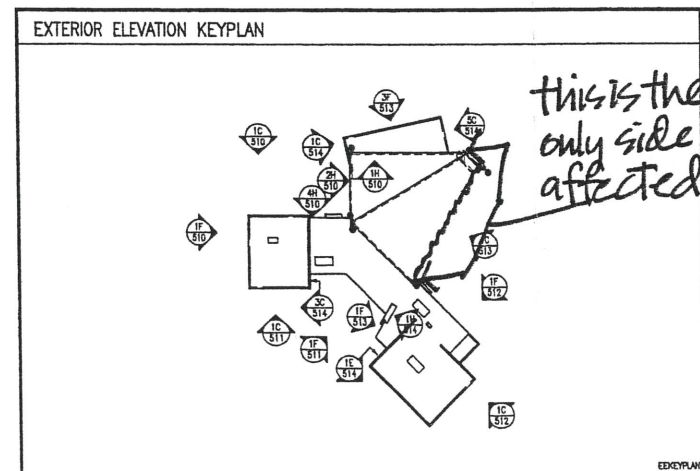 EXTERIOR ELEVATION KEYPLAN
this is the
only side
affected
3F
513
5C
514
1C
510
1C
514
2H
510
1H
510
4H
510
1F
510
513
1F
512
3C
514
1F
513
1H
514
1C
511
1F
511
1E
514
1C
512
EEKEYPLAN